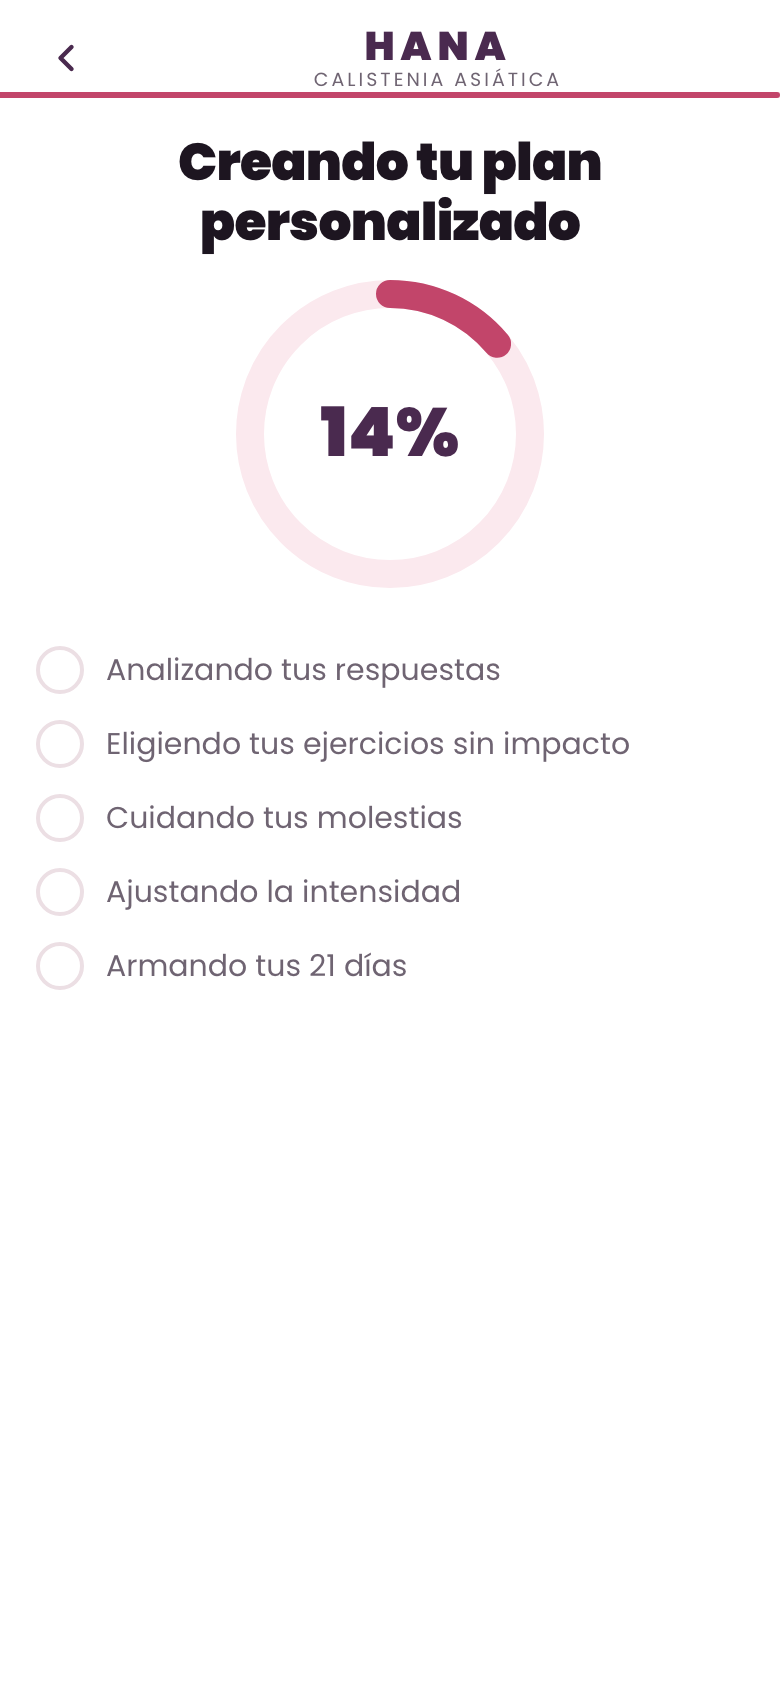 HANA
CALISTENIA ASIÁTICA
Creando tu plan
personalizado
14%
Analizando tus respuestas
Eligiendo tus ejercicios sin impacto
Cuidando tus molestias
Ajustando la intensidad
Armando tus 21 días